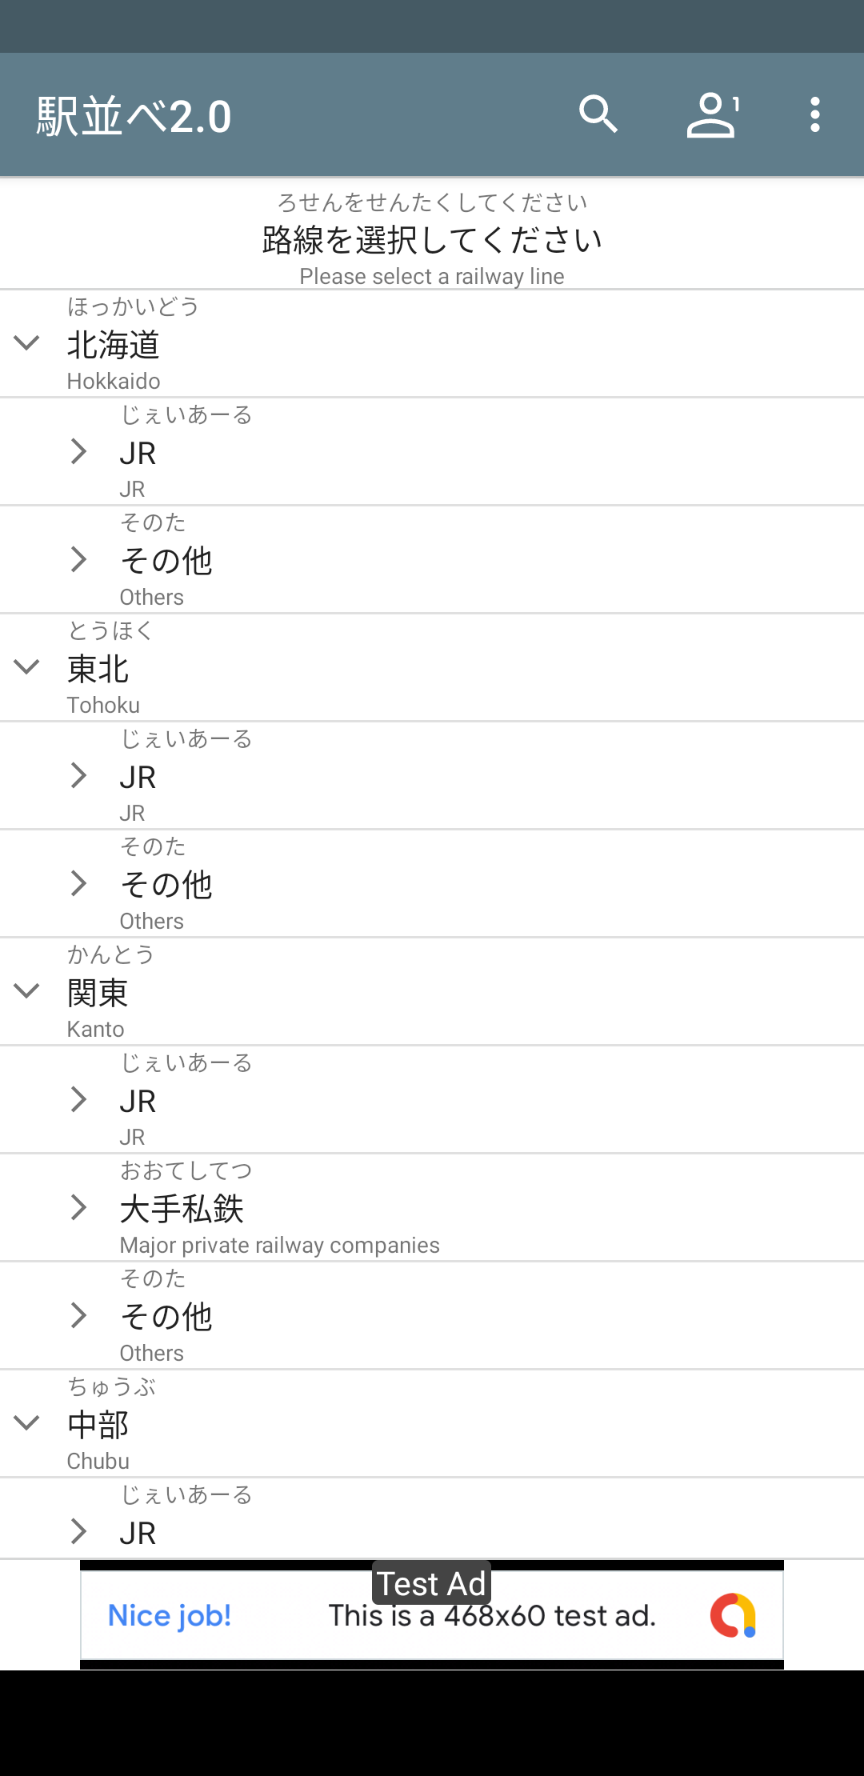 駅並べ2.0
1
ろせんをせんたくしてください
路線を選択してください
Please select a railway line
ほっかいどう
北海道
Hokkaido
じぇいあーる
JR
JR
そのた
その他
Others
とうほく
東北
Tohoku
じぇいあーる
JR
JR
そのた
その他
Others
かんとう
関東
Kanto
じぇいあーる
JR
JR
おおてしてつ
大手私鉄
Major private railway companies
そのた
その他
Others
ちゅうぶ
中部
Chubu
じぇいあーる
JR
Test Ad
Nice job! This is a 468x60 test ad.